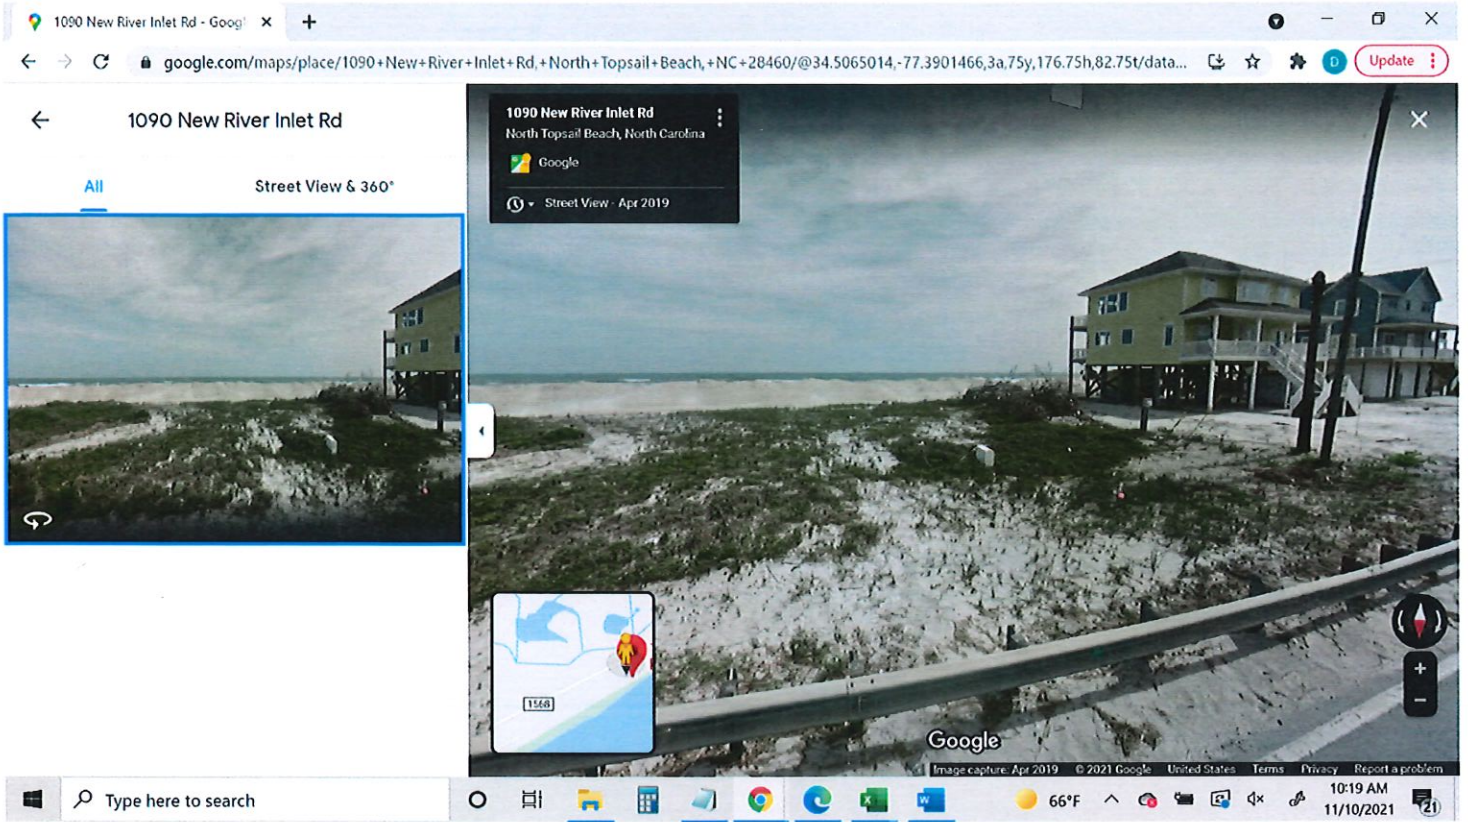 1090 New River Inlet Rd - Googl
google.com/maps/place/1090+New+River+Inlet+Rd,+North+Topsail+Beach,+NC+28460/@34.5065014,-77.3901466,3a,75y,176.75h,82.75t/data...
D
Update
1090 New River Inlet Rd
All
Street View & 360°
1090 New River Inlet Rd
North Topsail Beach, North Carolina
Google
Street View - Apr 2019
1568
Google
Image capture: Apr 2019 © 2021 Google United States Terms Privacy Report a problem
Type here to search
66°F
10:19 AM
11/10/2021
21